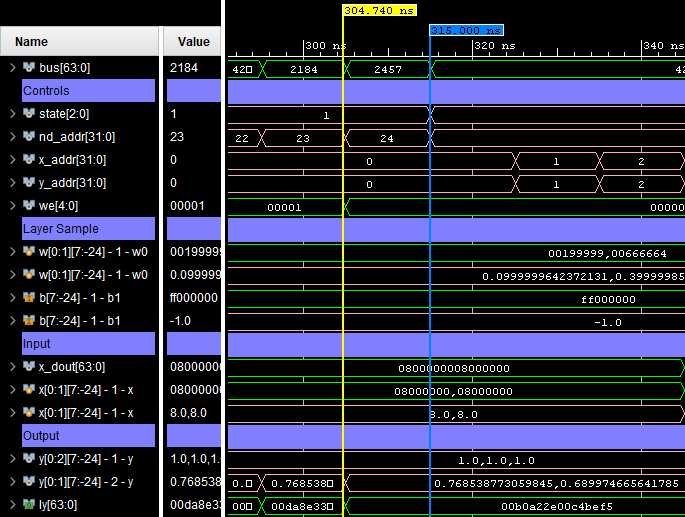 304.740 ns
315.000 ns
Name Value 300 ns 320 ns 340 ns
bus[63:0] 2184 42 2184 2457
Controls
state[2:0] 1 1
nd_addr[31:0] 23 22 23 24
x_addr[31:0] 0 0 1 2
y_addr[31:0] 0 0 1 2
we[4:0] 00001 00001 00000
Layer Sample
w[0:1][7:-24] - 1 - w0 00199999 00199999,00666664
w[0:1][7:-24] - 1 - w0 0.099999 0.0999999642372131,0.39999985
b[7:-24] - 1 - b1 ff000000 ff000000
b[7:-24] - 1 - b1 -1.0 -1.0
Input
x_dout[63:0] 08000000 0800000008000000
x[0:1][7:-24] - 1 - x 08000000 08000000,08000000
x[0:1][7:-24] - 1 - x 8.0,8.0 8.0,8.0
Output
y[0:2][7:-24] - 1 - y 1.0,1.0,1. 1.0,1.0,1.0
y[0:1][7:-24] - 2 - y 0.768538 0. 0.768538 0.768538773059845,0.689974665641785
ly[63:0] 00da8e33 00 00da8e33 00b0a22e00c4bef5